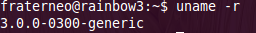 fraterneo@rainbow3:~$ uname -r
3.0.0-0300-generic